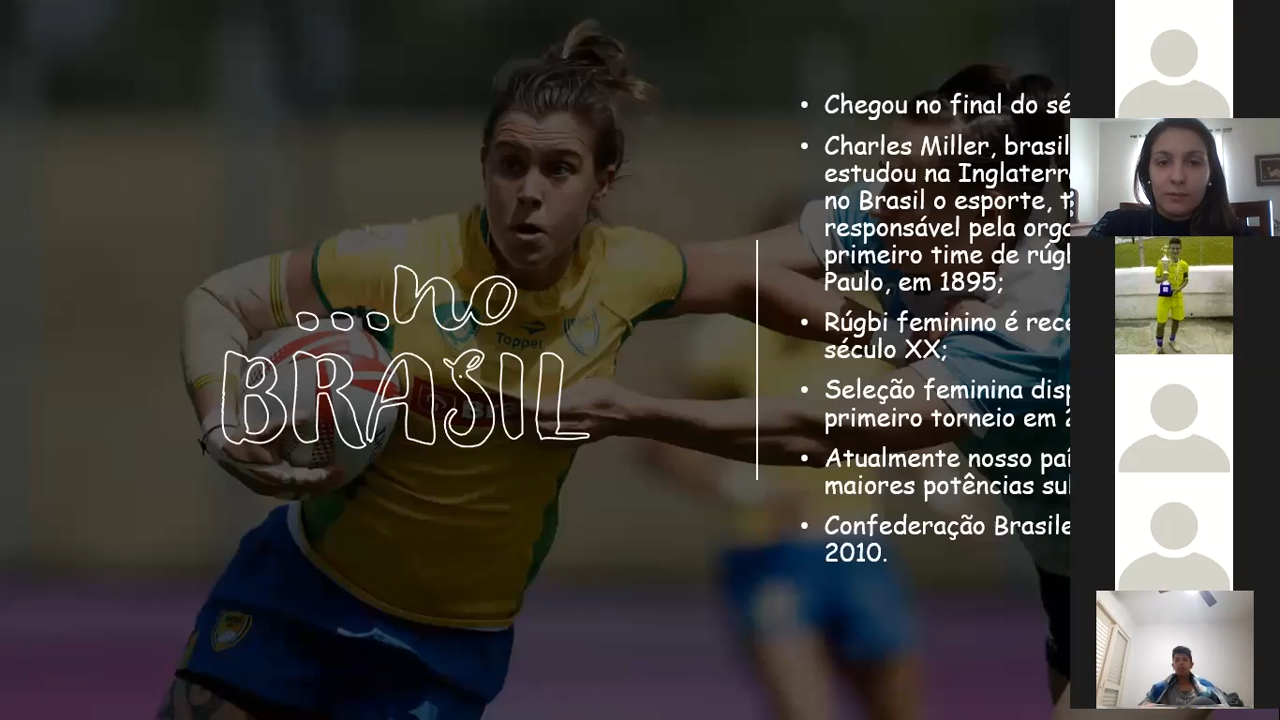 ...no
BRASIL
Topper
• Chegou no final do sé
• Charles Miller, brasil
estudou na Inglaterr
no Brasil o esporte, t
responsável pela orga
primeiro time de rúg
Paulo, em 1895;
• Rúgbi feminino é rece
século XX;
• Seleção feminina disp
primeiro torneio em 2
• Atualmente nosso paí
maiores potências sul
• Confederação Brasile
2010.